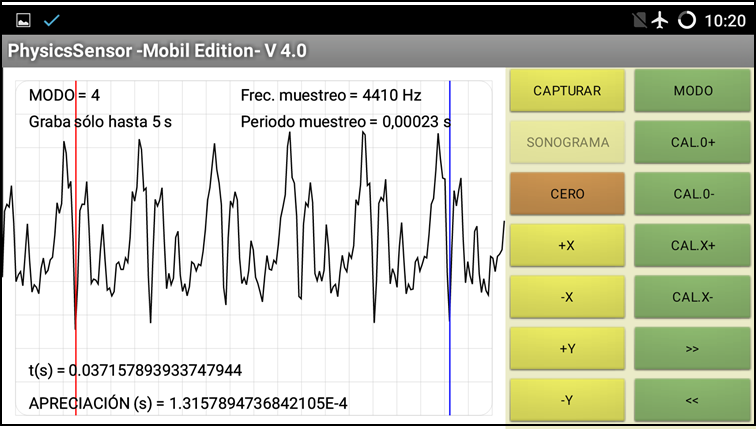 10:20
PhysicsSensor -Mobil Edition- V 4.0
MODO = 4
Frec. muestreo = 4410 Hz
Graba sólo hasta 5 s
Periodo muestreo = 0,00023 s
t(s) = 0.037157893933747944
APRECIACIÓN (s) = 1.3157894736842105E-4
CAPTURAR
MODO
SONOGRAMA
CAL.0+
CERO
CAL.0-
+X
CAL.X+
-X
CAL.X-
+Y
>>
-Y
<<